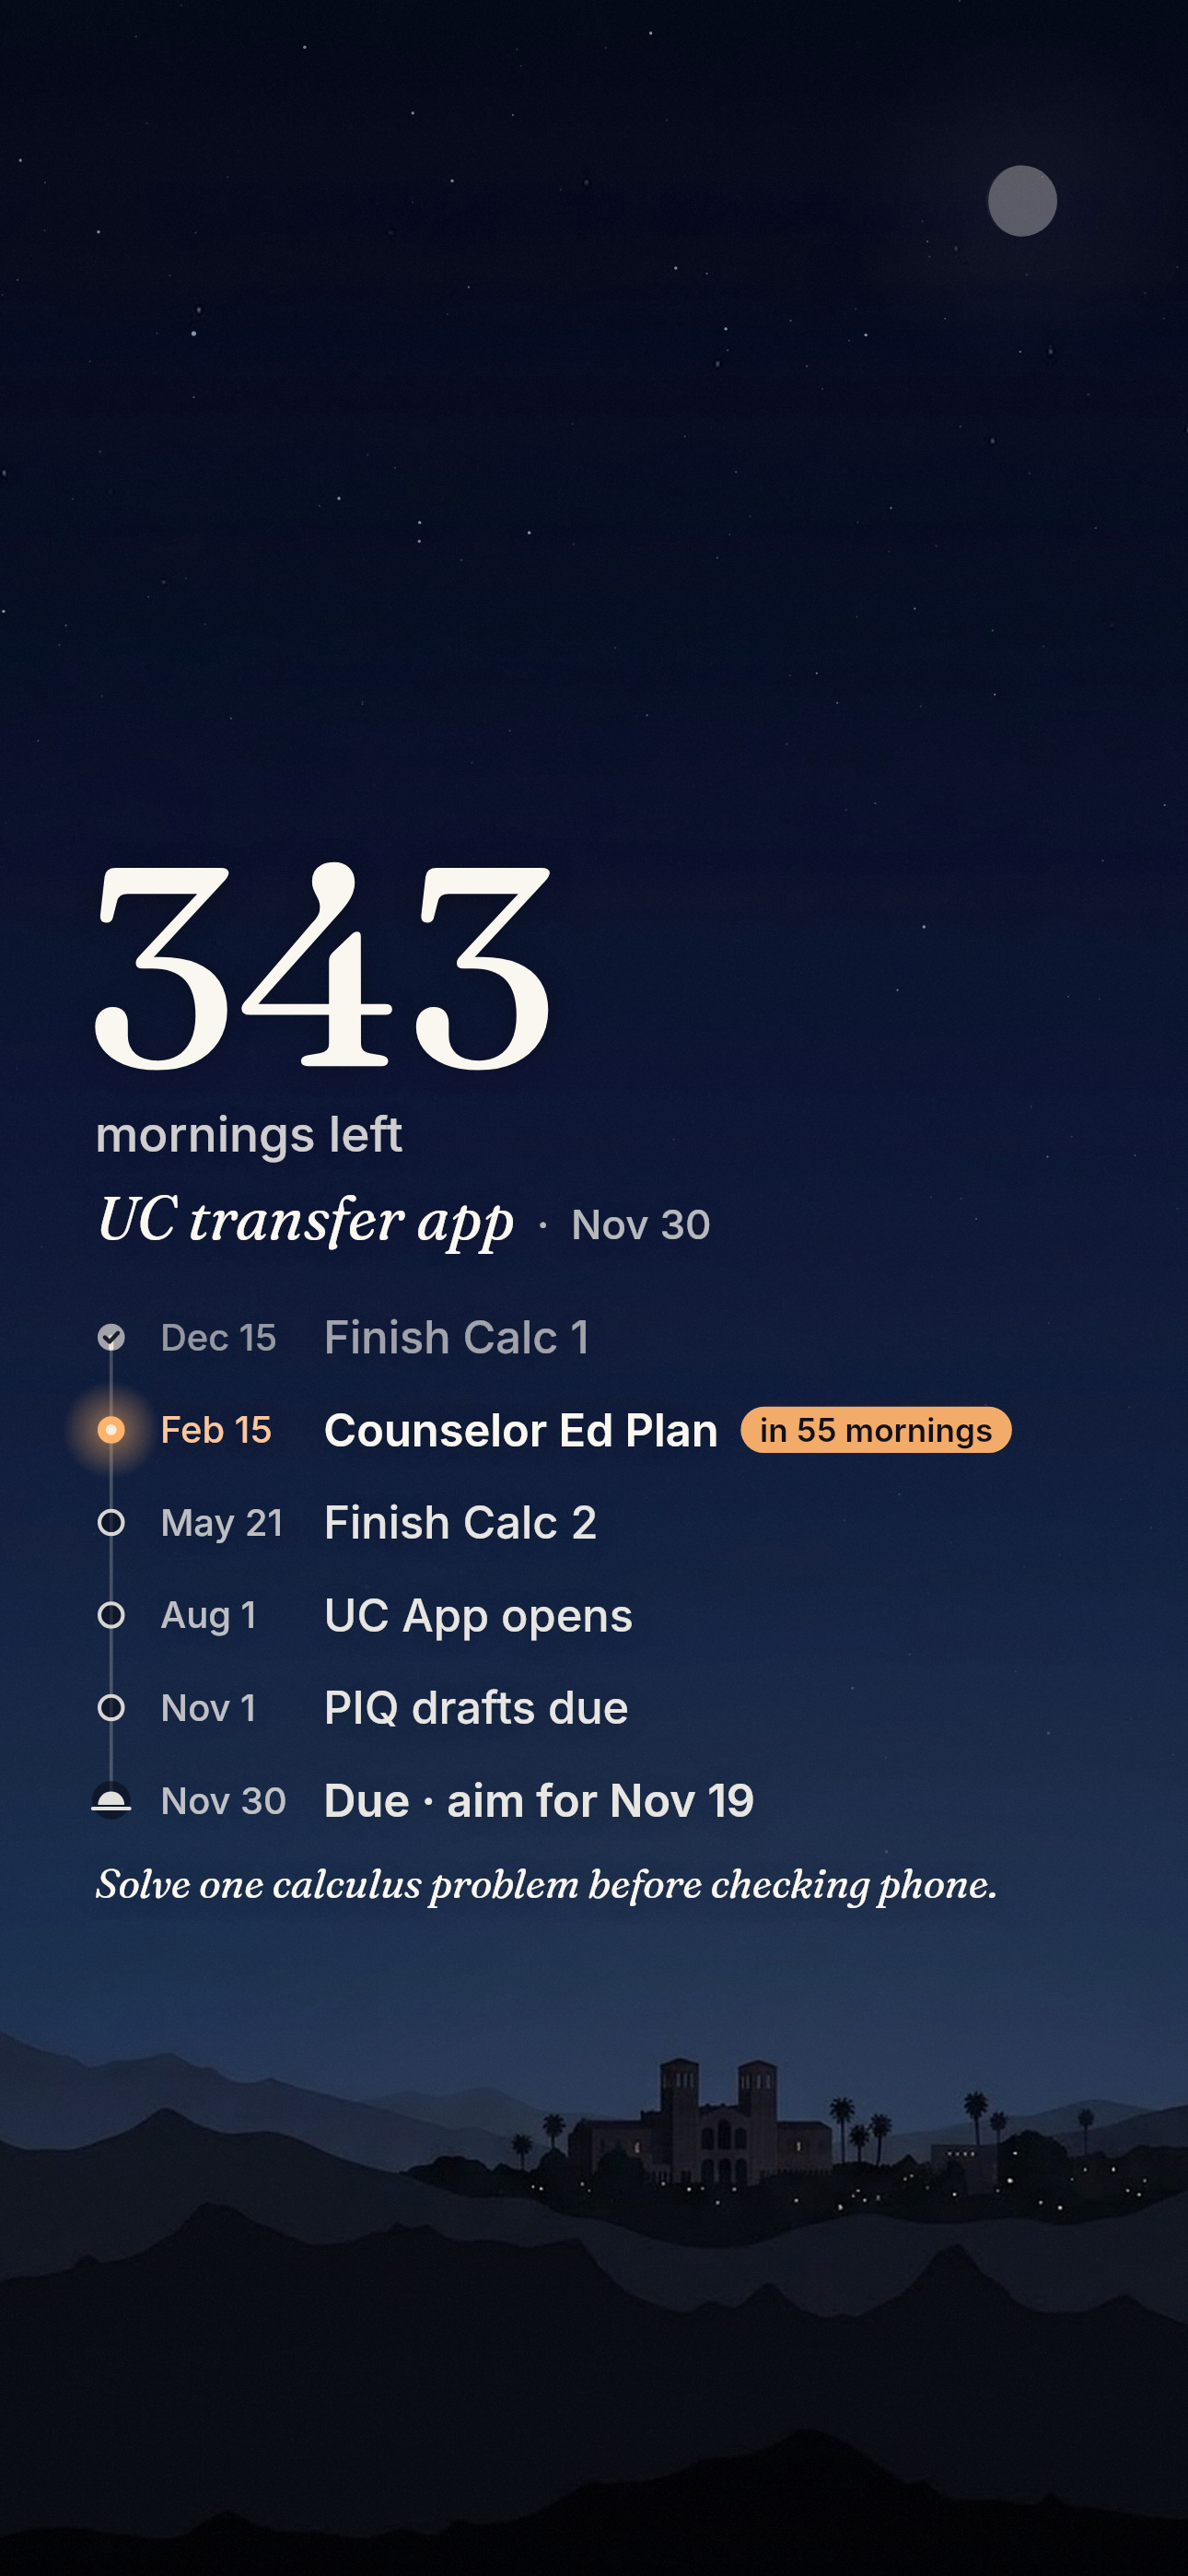 343
mornings left
UC transfer app · Nov 30
Dec 15 Finish Calc 1
Feb 15 Counselor Ed Plan in 55 mornings
May 21 Finish Calc 2
Aug 1 UC App opens
Nov 1 PIQ drafts due
Nov 30 Due · aim for Nov 19
Solve one calculus problem before checking phone.